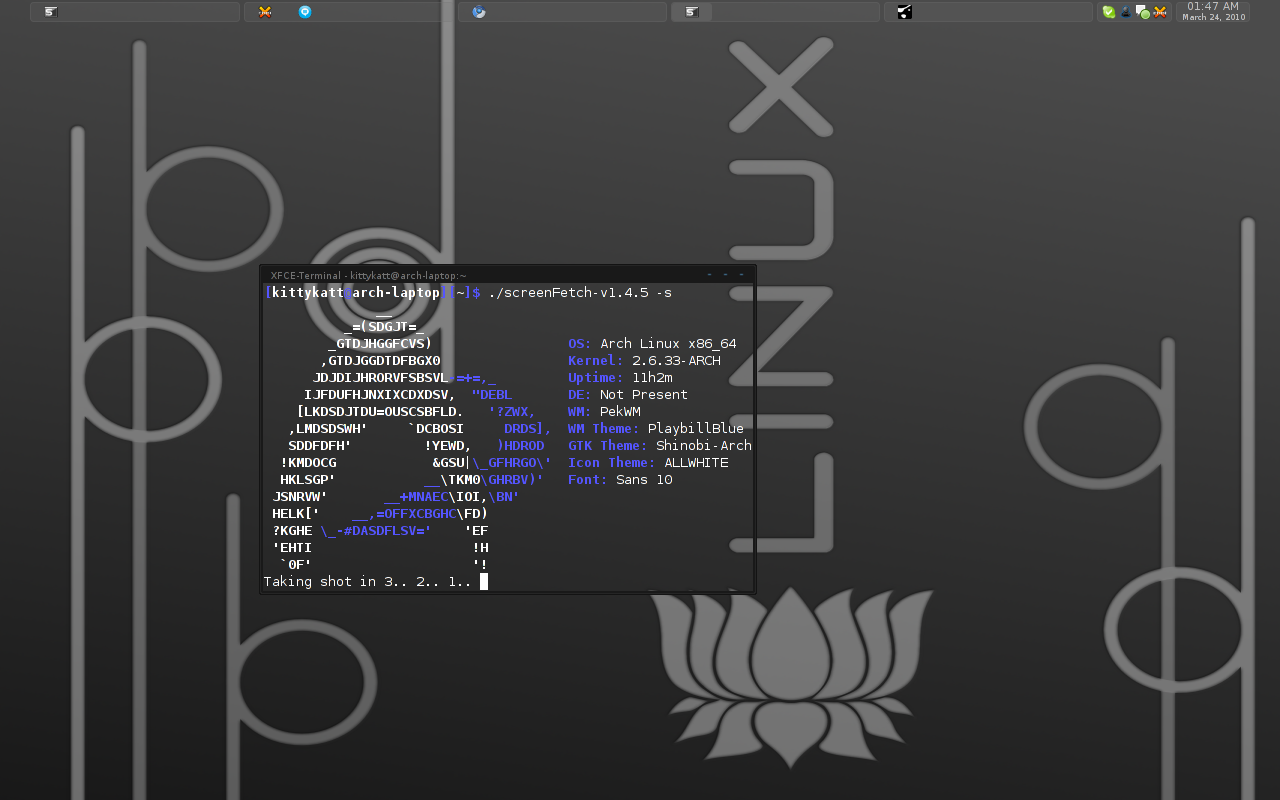 01:47 AM
March 24, 2010
LINUX
XFCE-Terminal - kittykatt@arch-laptop:~
[kittykatt@arch-laptop][~]$ ./screenFetch-v1.4.5 -s
__
_=(SDGJT=_
_GTDJHGGFCVS) OS: Arch Linux x86_64
,GTDJGGDTDFBGX0 Kernel: 2.6.33-ARCH
JDJDIJHRORVFSBSVL-=+=,_ Uptime: 11h2m
IJFDUFHJNXIXCDXDSV, "DEBL DE: Not Present
[LKDSDJTDU=OUSCSBFLD. '?ZWX, WM: PekWM
,LMDSDSWH' `DCBOSI DRDS], WM Theme: PlaybillBlue
SDDFDFH' !YEWD, )HDROD GTK Theme: Shinobi-Arch
!KMDOCG &GSU|\_GFHRGO\' Icon Theme: ALLWHITE
HKLSGP' __\TKM0\GHRBV)' Font: Sans 10
JSNRVW' __+MNAEC\IOI,\BN'
HELK[' __,=OFFXCBGHC\FD)
?KGHE \_-#DASDFLSV=' 'EF
'EHTI !H
`0F' '!
Taking shot in 3.. 2.. 1..